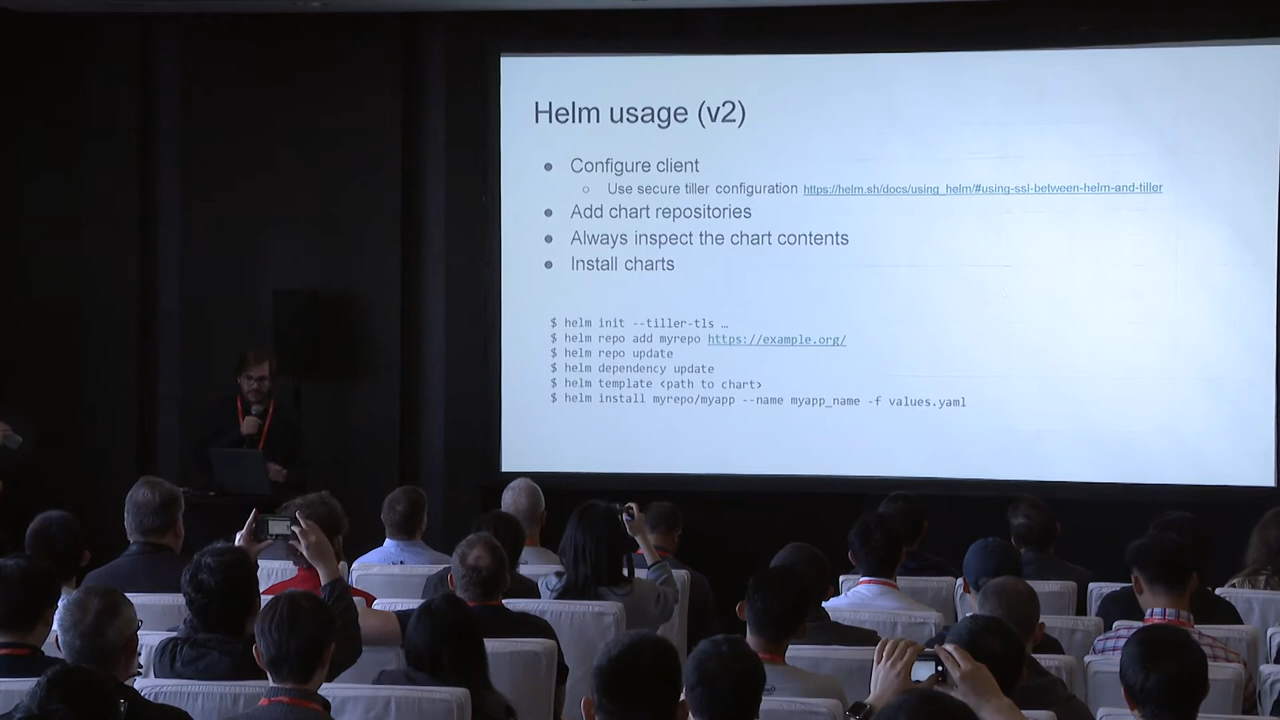 Helm usage (v2)
● Configure client
○ Use secure tiller configuration https://helm.sh/docs/using_helm/#using-ssl-between-helm-and-tiller
● Add chart repositories
● Always inspect the chart contents
● Install charts
$ helm init --tiller-tls …
$ helm repo add myrepo https://example.org/
$ helm repo update
$ helm dependency update
$ helm template <path to chart>
$ helm install myrepo/myapp --name myapp_name -f values.yaml